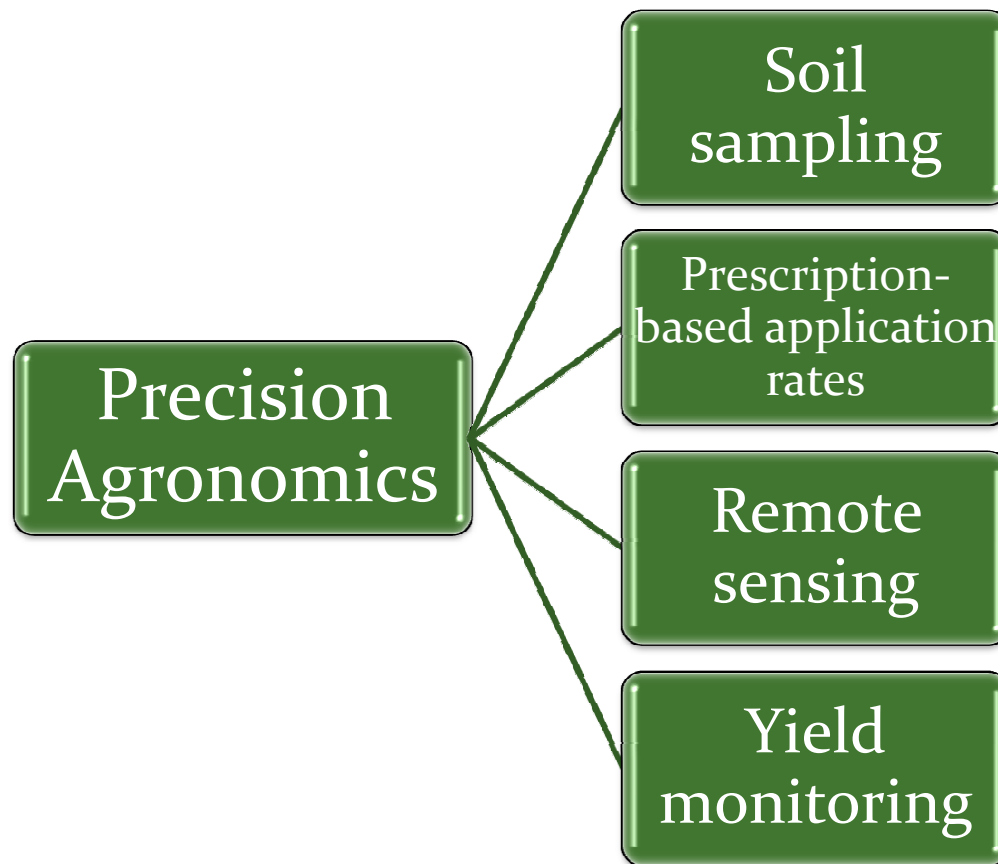 Soil
sampling
Prescription-
based application
rates
Precision
Agronomics
Remote
sensing
Yield
monitoring